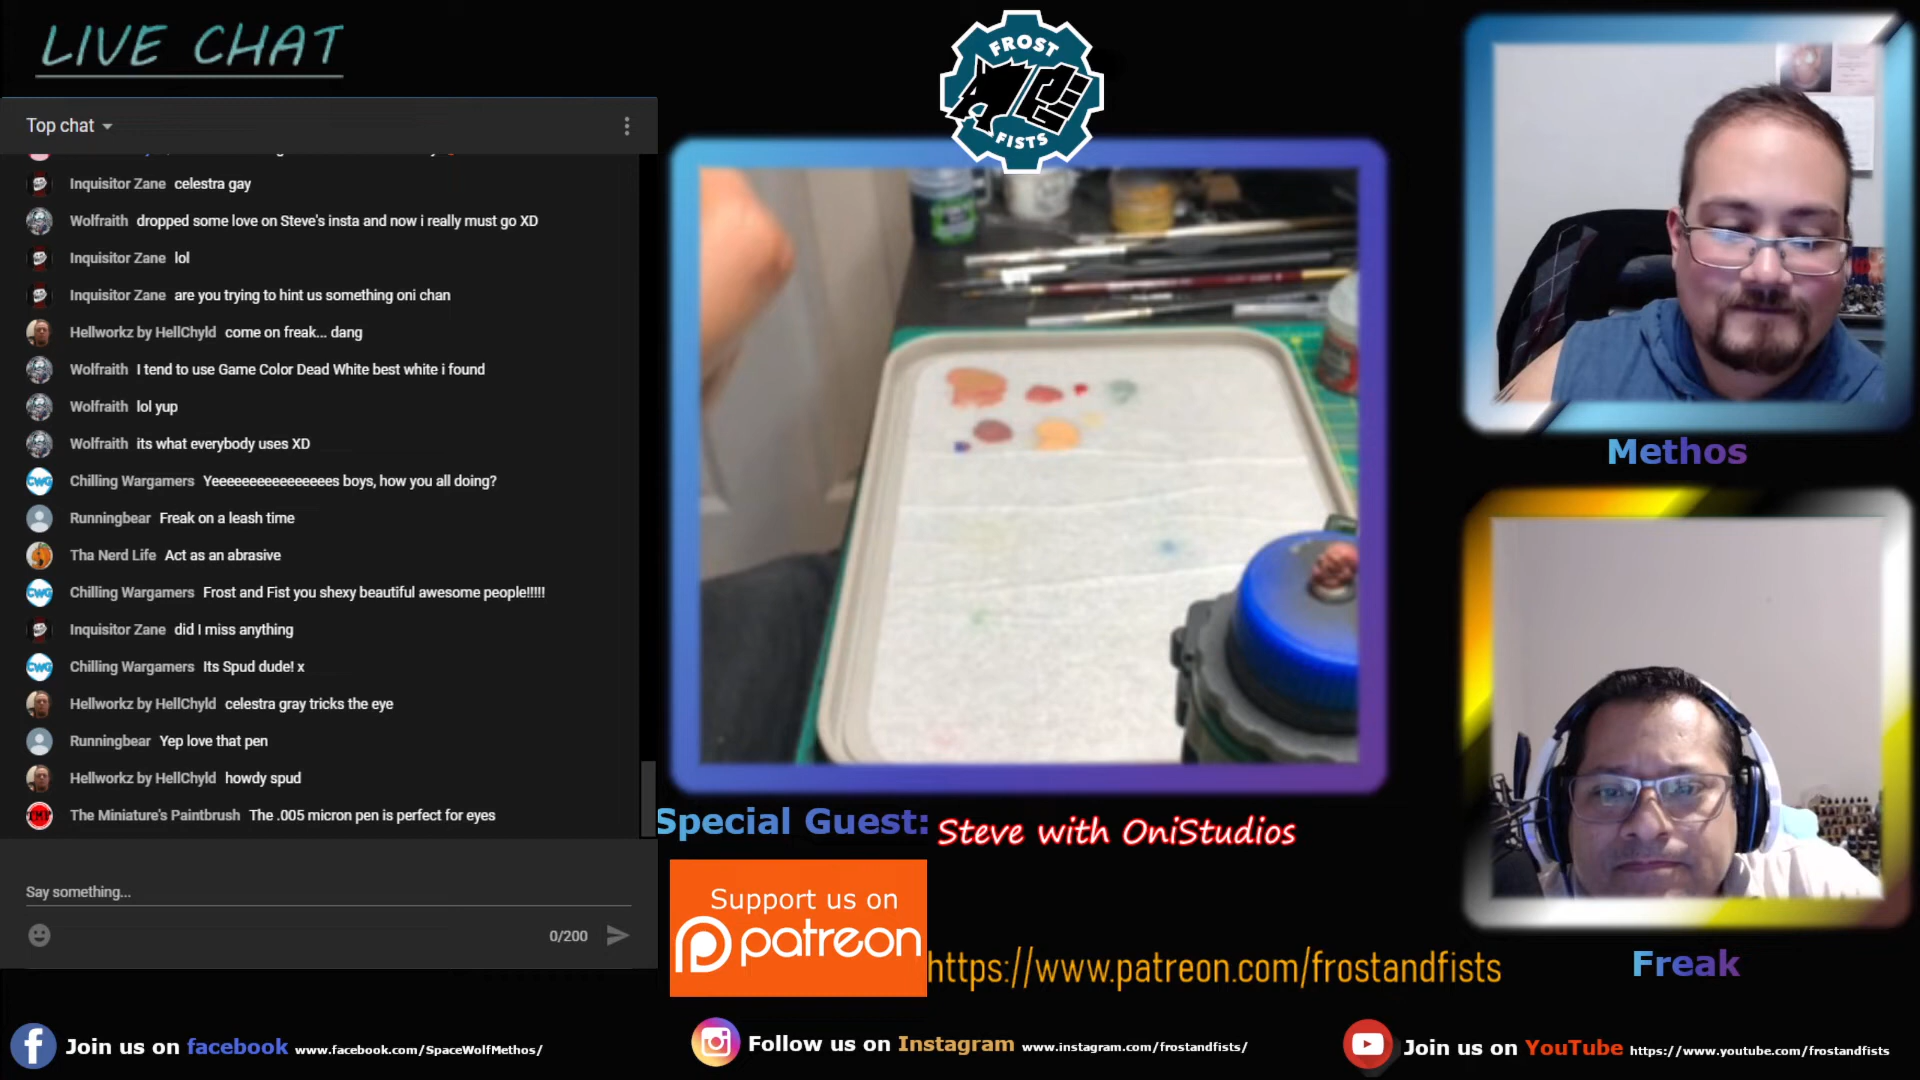 LIVE CHAT
Top chat
Inquisitor Zane celestra gay
Wolfraith dropped some love on Steve's insta and now i really must go XD
Inquisitor Zane lol
Inquisitor Zane are you trying to hint us something oni chan
Hellworkz by HellChyld come on freak... dang
Wolfraith I tend to use Game Color Dead White best white i found
Wolfraith lol yup
Wolfraith its what everybody uses XD
CWG Chilling Wargamers Yeeeeeeeeeeeeeeees boys, how you all doing?
Runningbear Freak on a leash time
Tha Nerd Life Act as an abrasive
CWG Chilling Wargamers Frost and Fist you shexy beautiful awesome people!!!!!
Inquisitor Zane did I miss anything
CWG Chilling Wargamers Its Spud dude! x
Hellworkz by HellChyld celestra gray tricks the eye
Runningbear Yep love that pen
Hellworkz by HellChyld howdy spud
TMP The Miniature's Paintbrush The .005 micron pen is perfect for eyes
Say something...
0/200
FROST
FISTS
Methos
Special Guest: Steve with OniStudios
Support us on
patreon
https://www.patreon.com/frostandfists
Freak
Join us on facebook www.facebook.com/SpaceWolfMethos/
Follow us on Instagram www.instagram.com/frostandfists/
Join us on YouTube https://www.youtube.com/frostandfists